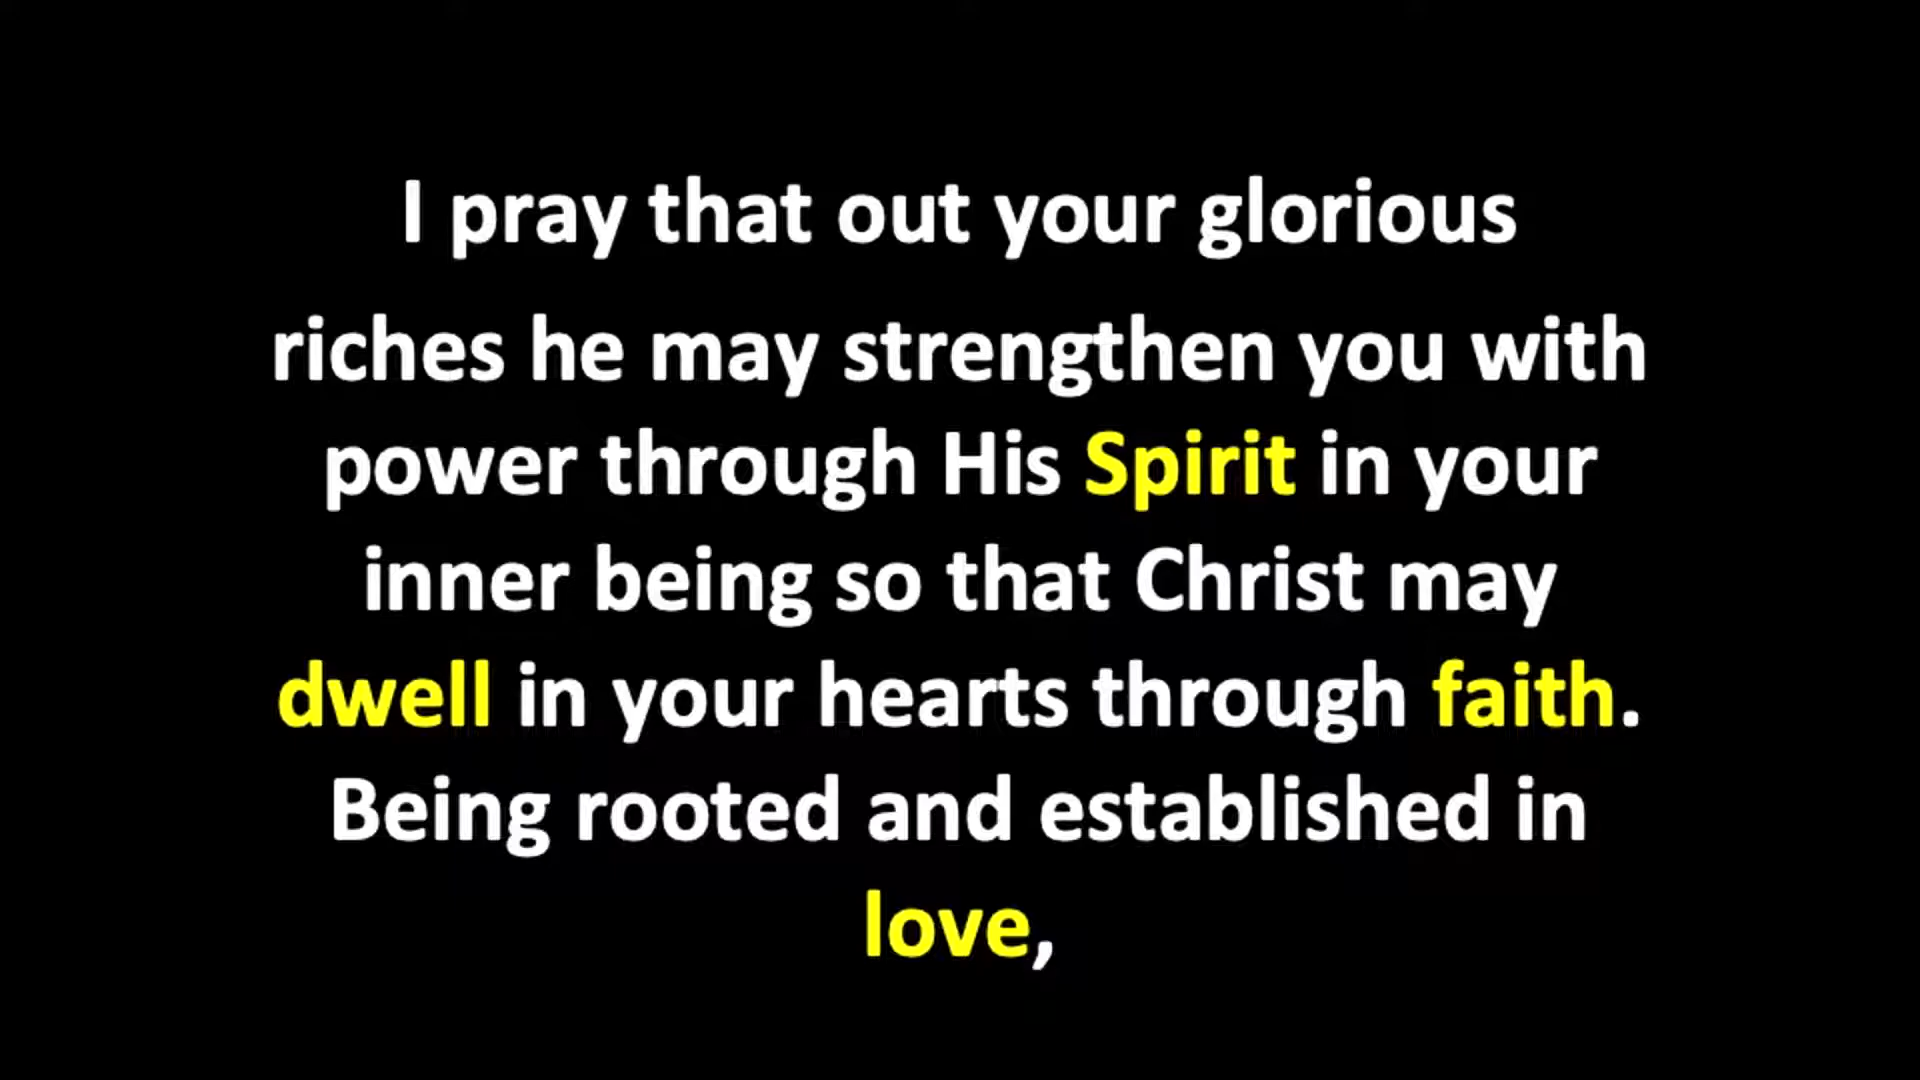 I pray that out your glorious
riches he may strengthen you with
power through His Spirit in your
inner being so that Christ may
dwell in your hearts through faith.
Being rooted and established in
love,